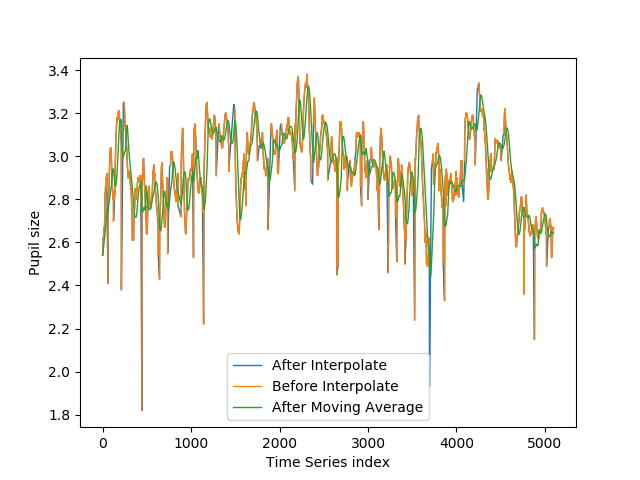 3.4
3.2
3.0
2.8
2.6
2.4
2.2
2.0
1.8
Pupil size
After Interpolate
Before Interpolate
After Moving Average
0 1000 2000 3000 4000 5000
Time Series index